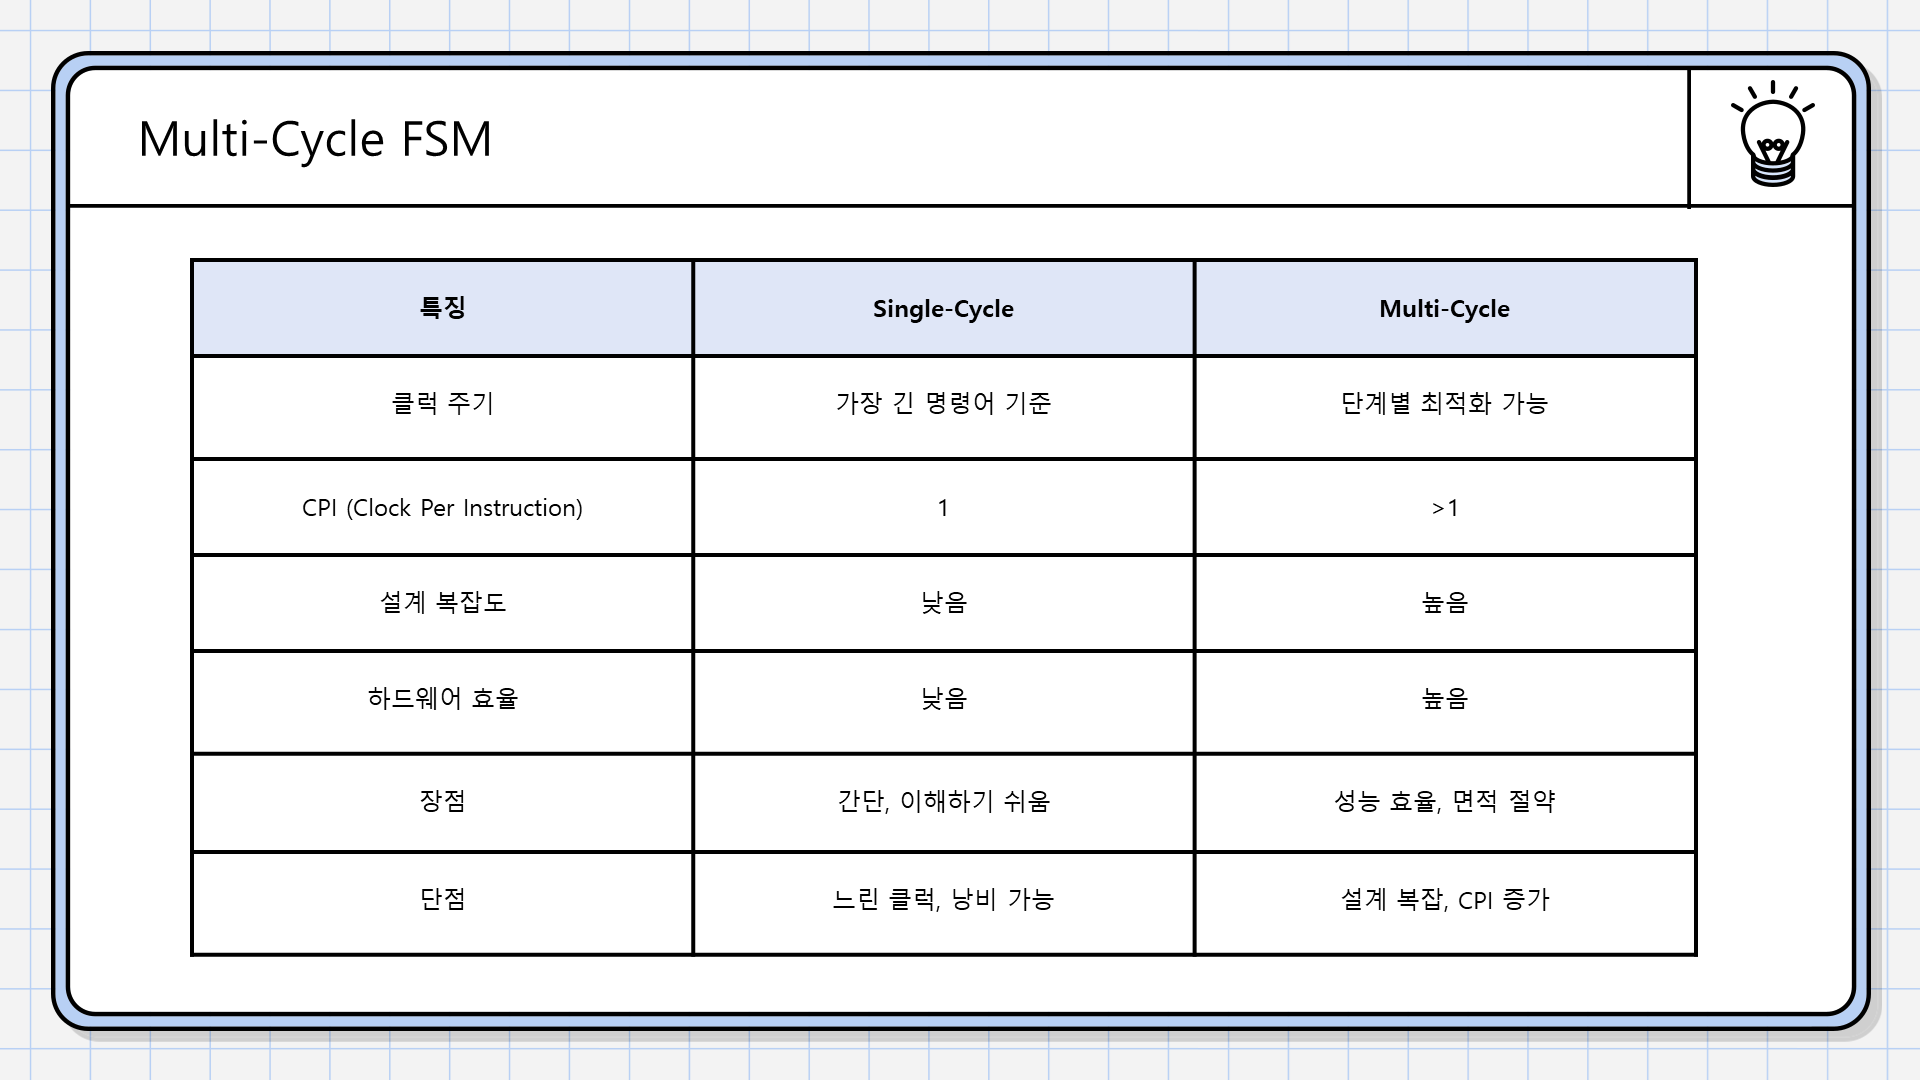 Multi-Cycle FSM
특징 Single-Cycle Multi-Cycle
클럭 주기 가장 긴 명령어 기준 단계별 최적화 가능
CPI (Clock Per Instruction) 1 >1
설계 복잡도 낮음 높음
하드웨어 효율 낮음 높음
장점 간단, 이해하기 쉬움 성능 효율, 면적 절약
단점 느린 클럭, 낭비 가능 설계 복잡, CPI 증가